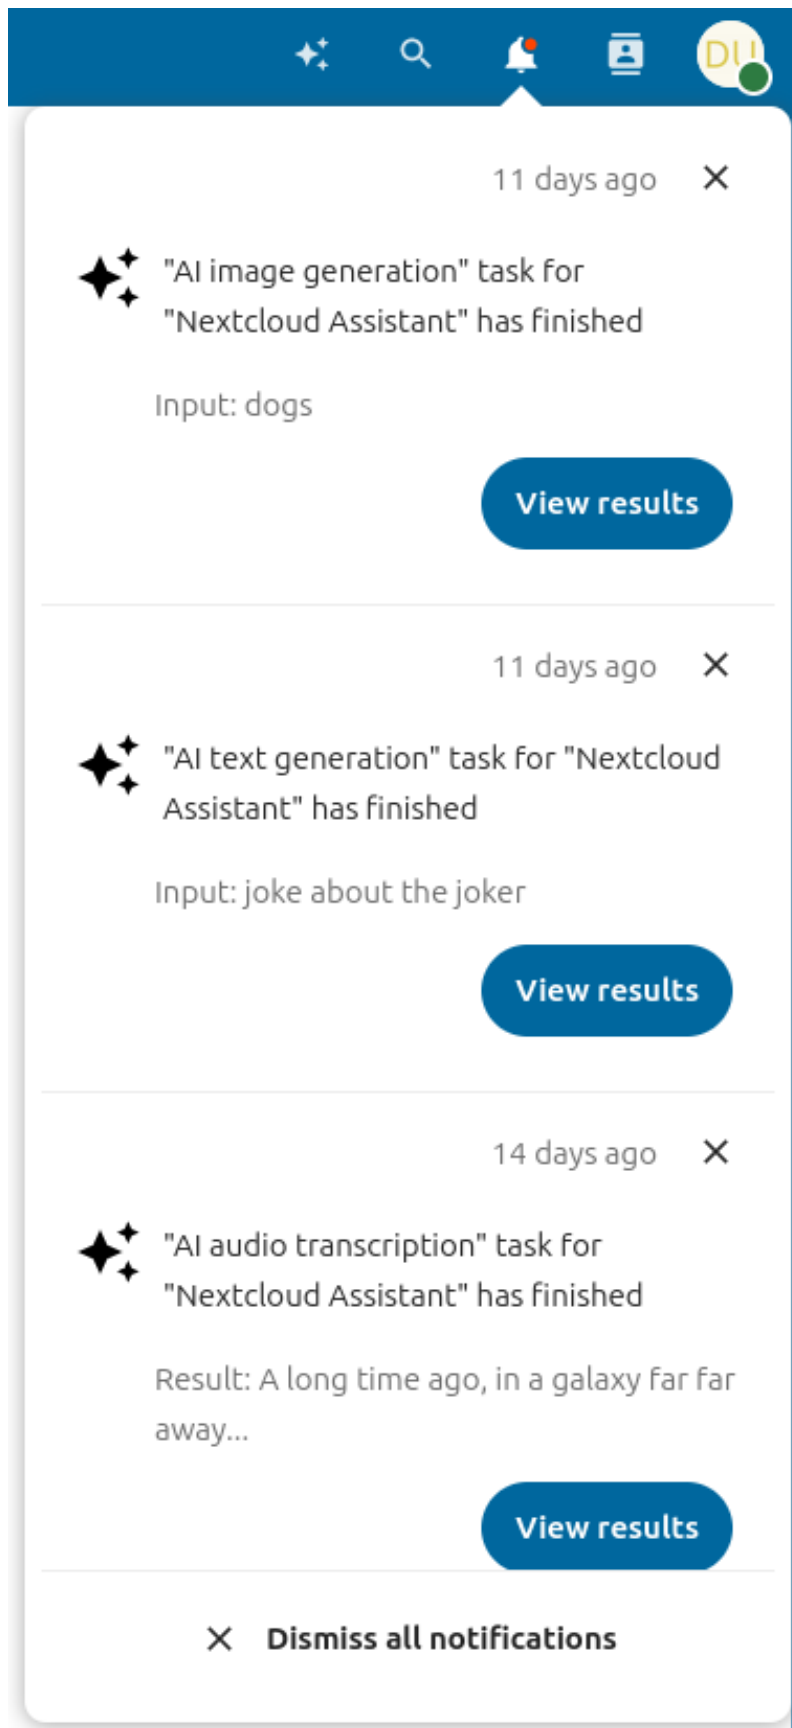 DU
11 days ago
"AI image generation" task for
"Nextcloud Assistant" has finished
Input: dogs
View results
11 days ago
"AI text generation" task for "Nextcloud
Assistant" has finished
Input: joke about the joker
View results
14 days ago
"AI audio transcription" task for
"Nextcloud Assistant" has finished
Result: A long time ago, in a galaxy far far
away...
View results
Dismiss all notifications